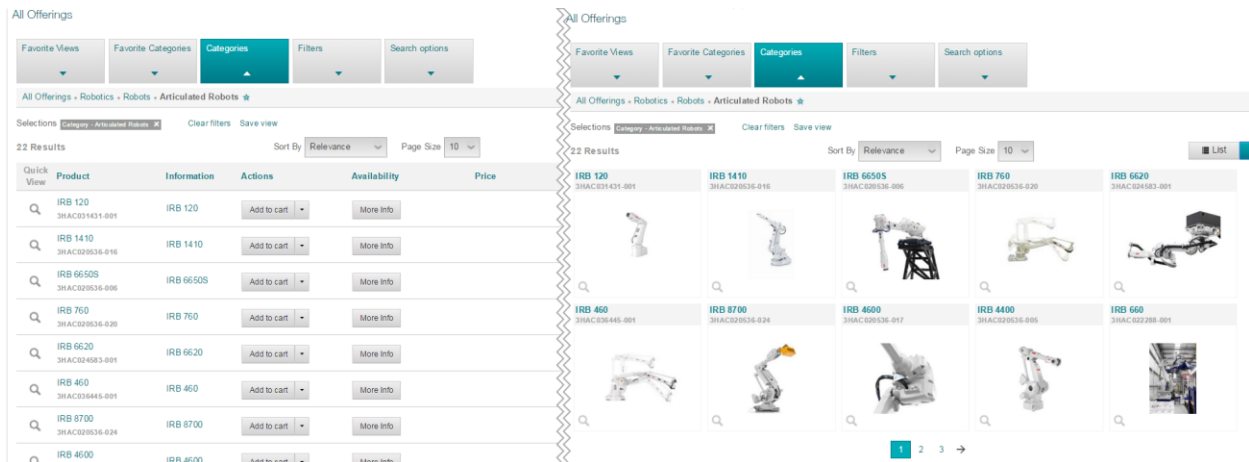 All Offerings
Favorite Views Favorite Categories Categories Filters Search options
All Offerings Robotics Robots Articulated Robots
Selections Category - Articulated Robots X Clear filters Save view
22 Results Sort By Relevance Page Size 10
Quick View Product Information Actions Availability Price
IRB 120
3HAC031431-001 IRB 120 Add to cart More Info
IRB 1410
3HAC020536-016 IRB 1410 Add to cart More Info
IRB 6650S
3HAC020536-006 IRB 6650S Add to cart More Info
IRB 760
3HAC020536-020 IRB 760 Add to cart More Info
IRB 6620
3HAC024583-001 IRB 6620 Add to cart More Info
IRB 460
3HAC036445-001 IRB 460 Add to cart More Info
IRB 8700
3HAC020536-024 IRB 8700 Add to cart More Info
IRB 4600 IRB 4600 Add to cart More Info
All Offerings
Favorite Views Favorite Categories Categories Filters Search options
All Offerings Robotics Robots Articulated Robots
Selections Category - Articulated Robots X Clear filters Save view
22 Results Sort By Relevance Page Size 10 List
IRB 120 IRB 1410 IRB 6650S IRB 760 IRB 6620
3HAC031431-001 3HAC020536-016 3HAC020536-006 3HAC020536-020 3HAC024583-001
IRB 460 IRB 8700 IRB 4600 IRB 4400 IRB 660
3HAC036445-001 3HAC020536-024 3HAC020536-017 3HAC020536-005 3HAC022288-001
1 2 3 →